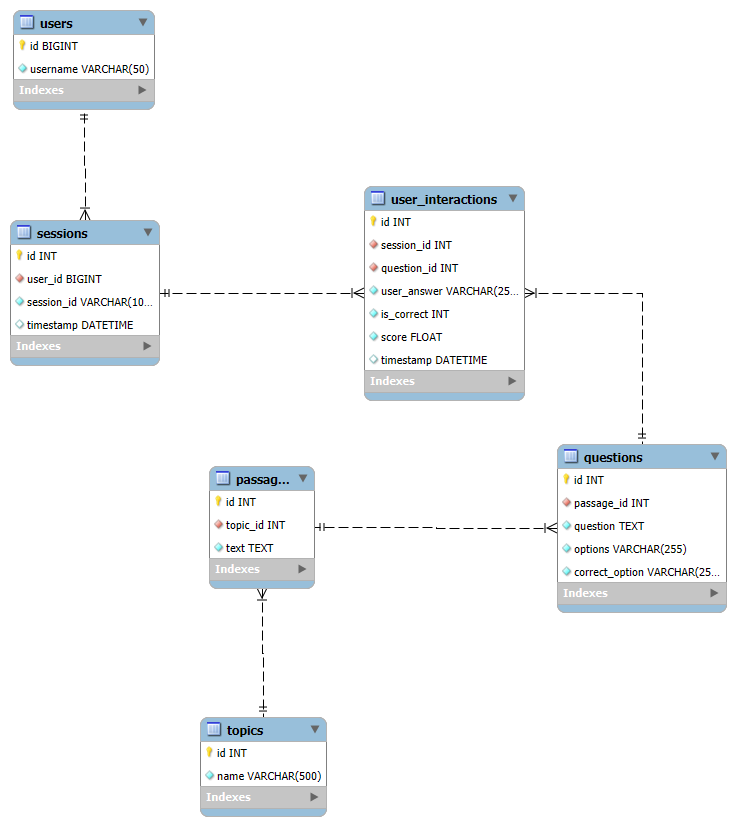 users
id BIGINT
username VARCHAR(50)
Indexes
sessions
id INT
user_id BIGINT
session_id VARCHAR(10...
timestamp DATETIME
Indexes
user_interactions
id INT
session_id INT
question_id INT
user_answer VARCHAR(25...
is_correct INT
score FLOAT
timestamp DATETIME
Indexes
questions
id INT
passage_id INT
question TEXT
options VARCHAR(255)
correct_option VARCHAR(25...
Indexes
passag...
id INT
topic_id INT
text TEXT
Indexes
topics
id INT
name VARCHAR(500)
Indexes